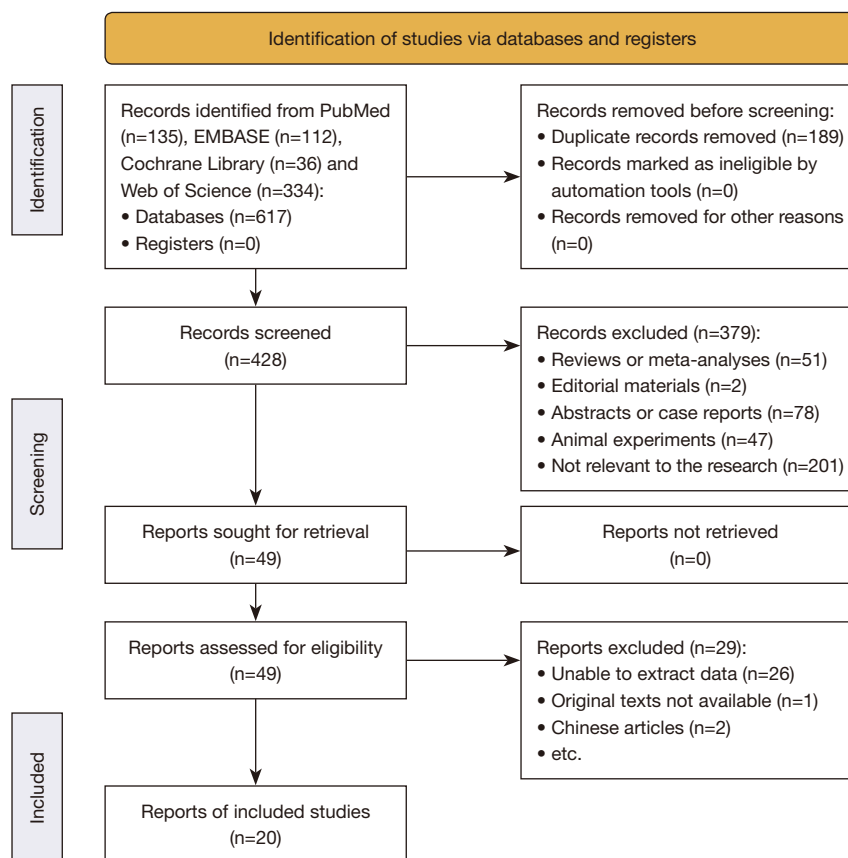 Identification of studies via databases and registers
Identification
Records identified from PubMed
(n=135), EMBASE (n=112),
Cochrane Library (n=36) and
Web of Science (n=334):
• Databases (n=617)
• Registers (n=0)
Records removed before screening:
• Duplicate records removed (n=189)
• Records marked as ineligible by
automation tools (n=0)
• Records removed for other reasons
(n=0)
Screening
Records screened
(n=428)
Records excluded (n=379):
• Reviews or meta-analyses (n=51)
• Editorial materials (n=2)
• Abstracts or case reports (n=78)
• Animal experiments (n=47)
• Not relevant to the research (n=201)
Reports sought for retrieval
(n=49)
Reports not retrieved
(n=0)
Reports assessed for eligibility
(n=49)
Reports excluded (n=29):
• Unable to extract data (n=26)
• Original texts not available (n=1)
• Chinese articles (n=2)
• etc.
Included
Reports of included studies
(n=20)